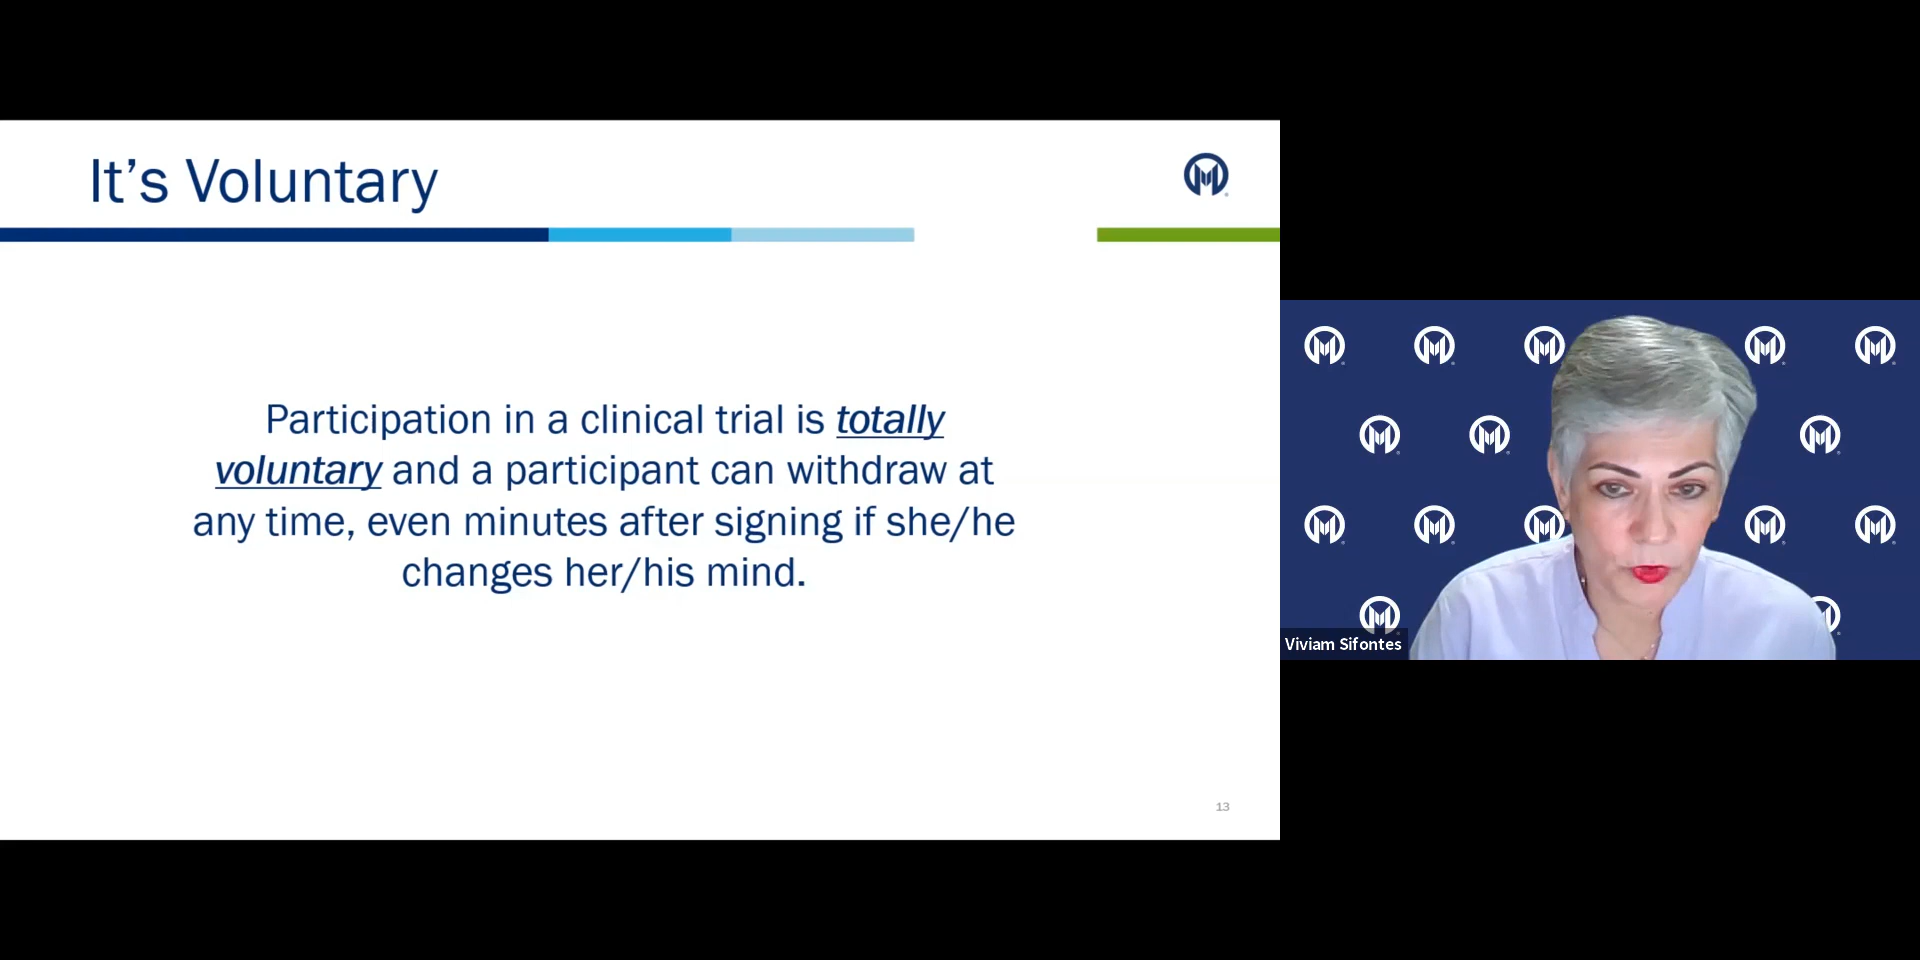 It’s Voluntary
Participation in a clinical trial is totally
voluntary and a participant can withdraw at
any time, even minutes after signing if she/he
changes her/his mind.
13
Viviam Sifontes